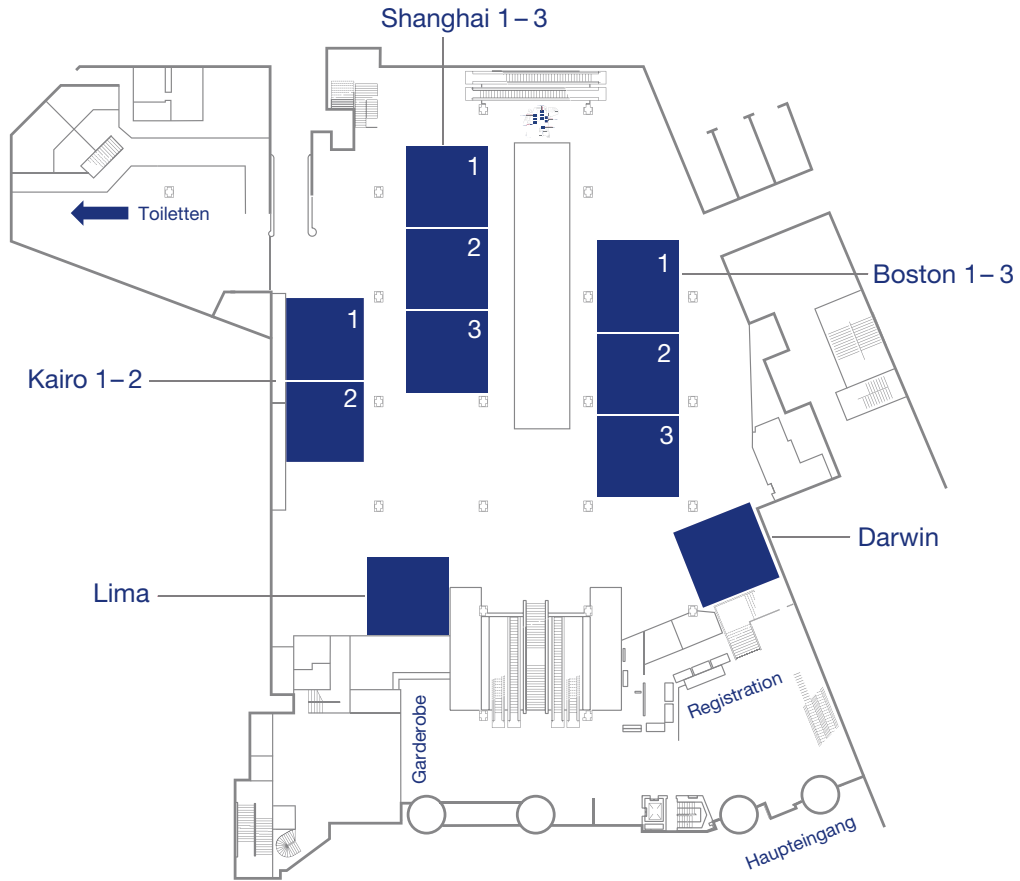 Shanghai 1–3
1
2
3
Toiletten
1
2
3
Boston 1–3
1
2
Kairo 1–2
Darwin
Lima
Registration
Garderobe
Haupteingang